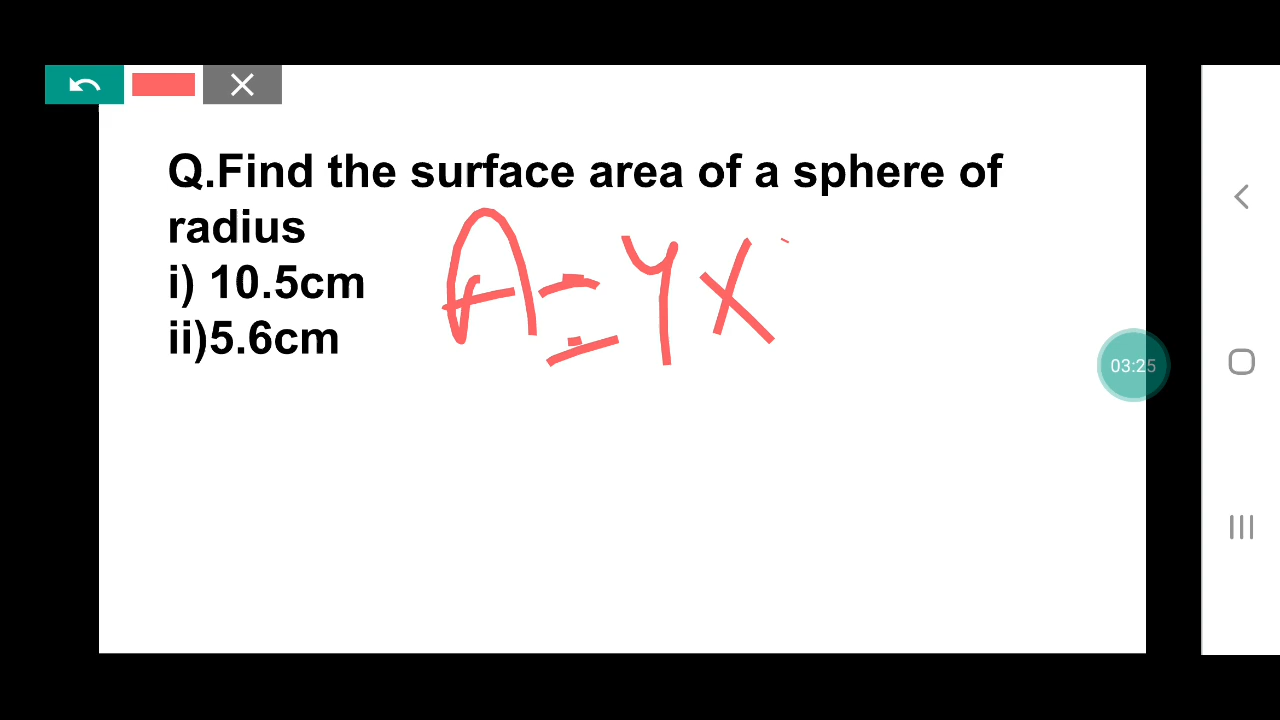 Q.Find the surface area of a sphere of
radius
i) 10.5cm
A = 4 X
ii)5.6cm
03:25